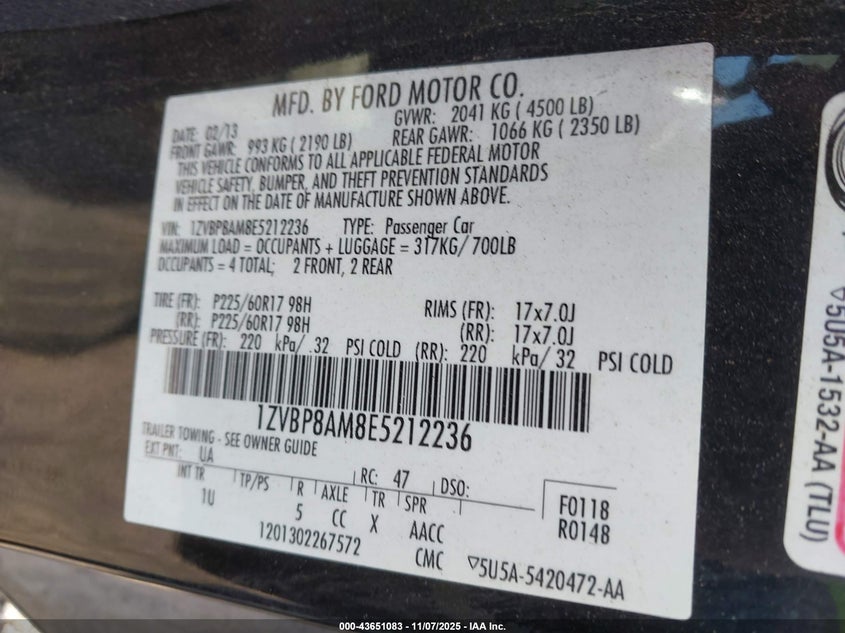 MFD. BY FORD MOTOR CO.
DATE: 02/13 GVWR: 2041 KG ( 4500 LB)
FRONT GAWR: 993 KG ( 2190 LB) REAR GAWR: 1066 KG ( 2350 LB)
THIS VEHICLE CONFORMS TO ALL APPLICABLE FEDERAL MOTOR
VEHICLE SAFETY, BUMPER, AND THEFT PREVENTION STANDARDS
IN EFFECT ON THE DATE OF MANUFACTURE SHOWN ABOVE.
VIN: 1ZVBP8AM8E5212236 TYPE: Passenger Car
MAXIMUM LOAD = OCCUPANTS + LUGGAGE = 317KG/ 700LB
OCCUPANTS = 4 TOTAL; 2 FRONT, 2 REAR
TIRE (FR): P225/60R17 98H RIMS (FR): 17x7.0J
(RR): P225/60R17 98H (RR): 17x7.0J
PRESSURE (FR): 220 kPa/ 32 PSI COLD (RR): 220 kPa/ 32 PSI COLD
1ZVBP8AM8E5212236
TRAILER TOWING - SEE OWNER GUIDE
EXT PNT: UA RC: 47 DSO:
INT TR TP/PS R AXLE TR SPR F0118
1U 5 CC X AACC R0148
1201302267572 CMC ▽5U5A-5420472-AA
▽5U5A-1532-AA (TLU)
000-43651083 - 11/07/2025 - IAA Inc.